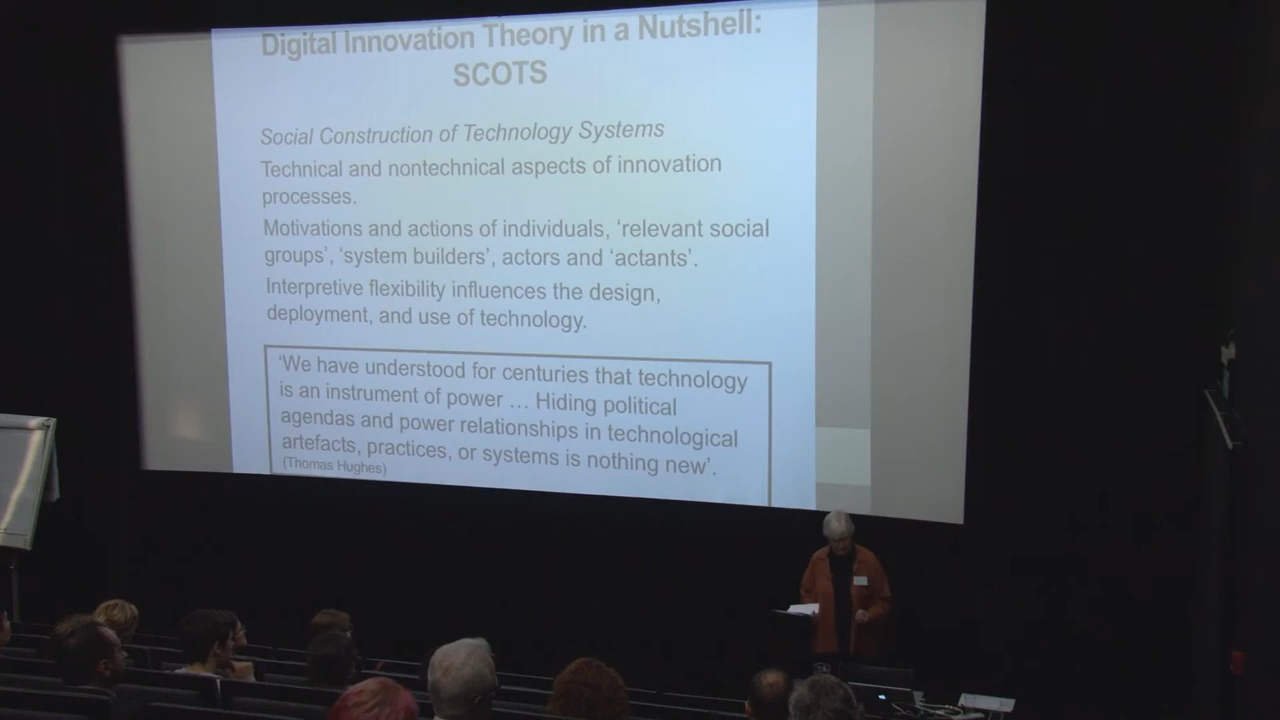 Digital Innovation Theory in a Nutshell:
SCOTS
Social Construction of Technology Systems
Technical and nontechnical aspects of innovation
processes.
Motivations and actions of individuals, ‘relevant social
groups’, ‘system builders’, actors and ‘actants’.
Interpretive flexibility influences the design,
deployment, and use of technology.
‘We have understood for centuries that technology
is an instrument of power … Hiding political
agendas and power relationships in technological
artefacts, practices, or systems is nothing new’.
(Thomas Hughes)